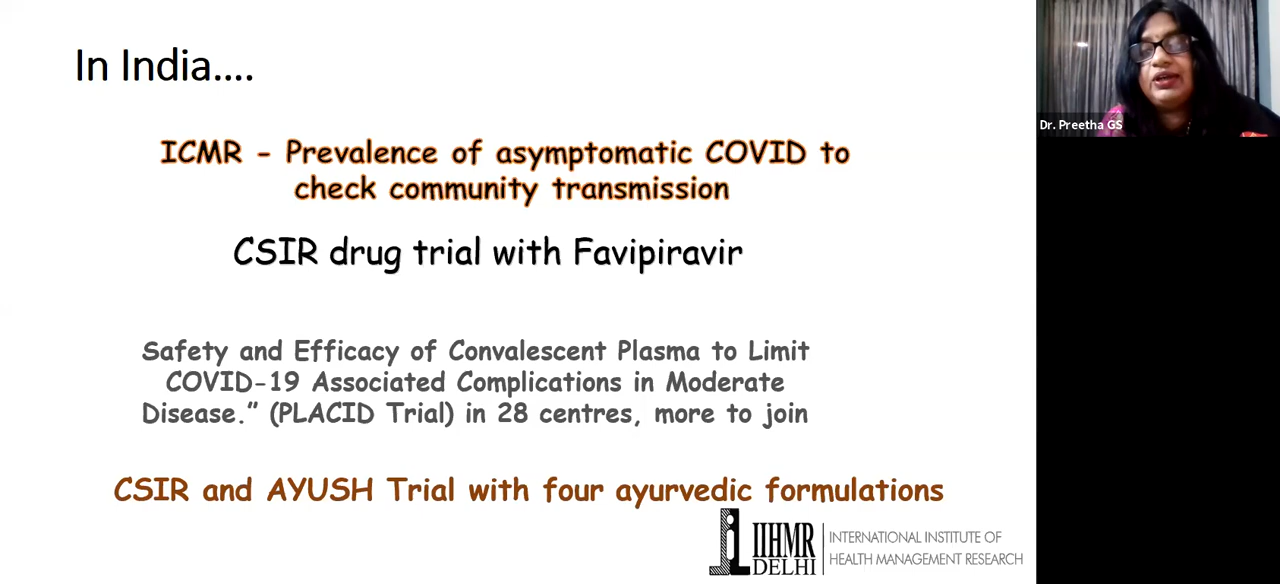 In India....
ICMR - Prevalence of asymptomatic COVID to
check community transmission
CSIR drug trial with Favipiravir
Safety and Efficacy of Convalescent Plasma to Limit
COVID-19 Associated Complications in Moderate
Disease.” (PLACID Trial) in 28 centres, more to join
CSIR and AYUSH Trial with four ayurvedic formulations
IIHMR
DELHI
INTERNATIONAL INSTITUTE OF
HEALTH MANAGEMENT RESEARCH
Dr. Preetha GS